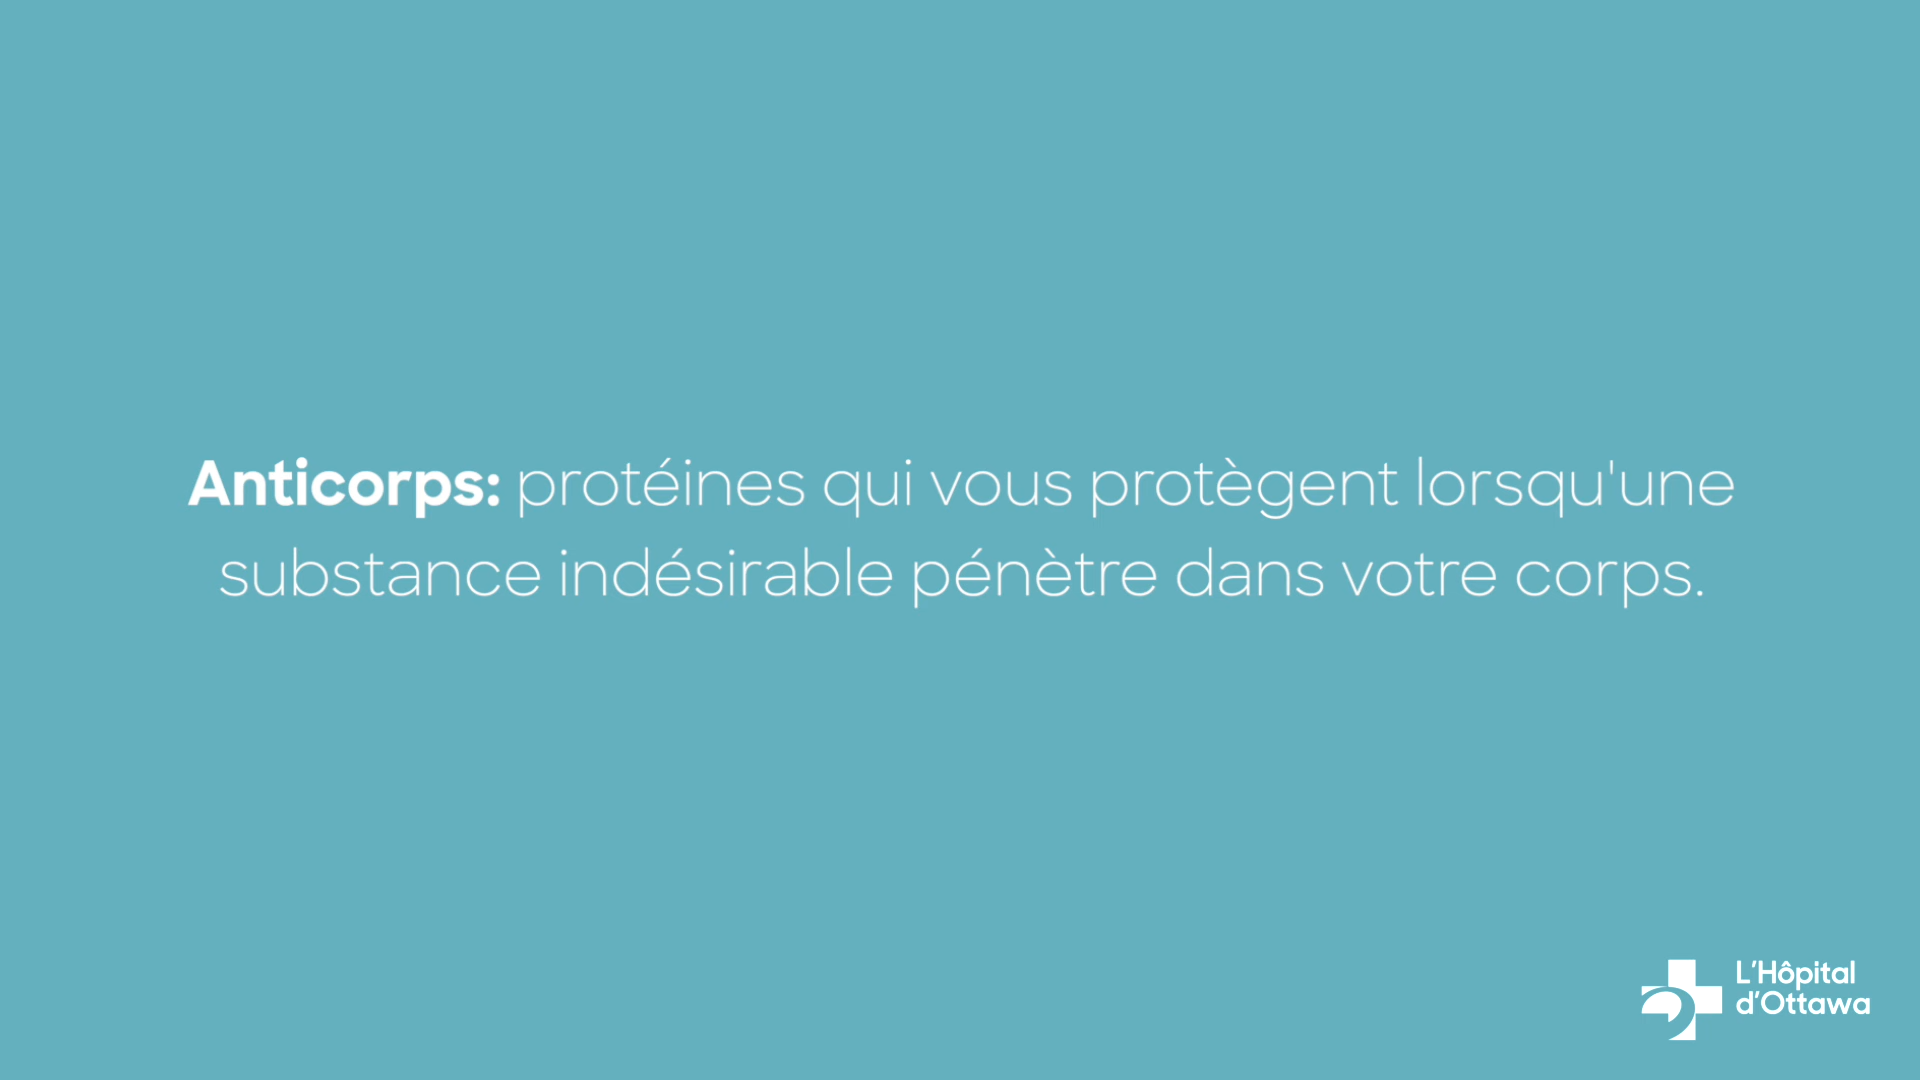 Anticorps: protéines qui vous protègent lorsqu'une
substance indésirable pénètre dans votre corps.
L'Hôpital
d'Ottawa